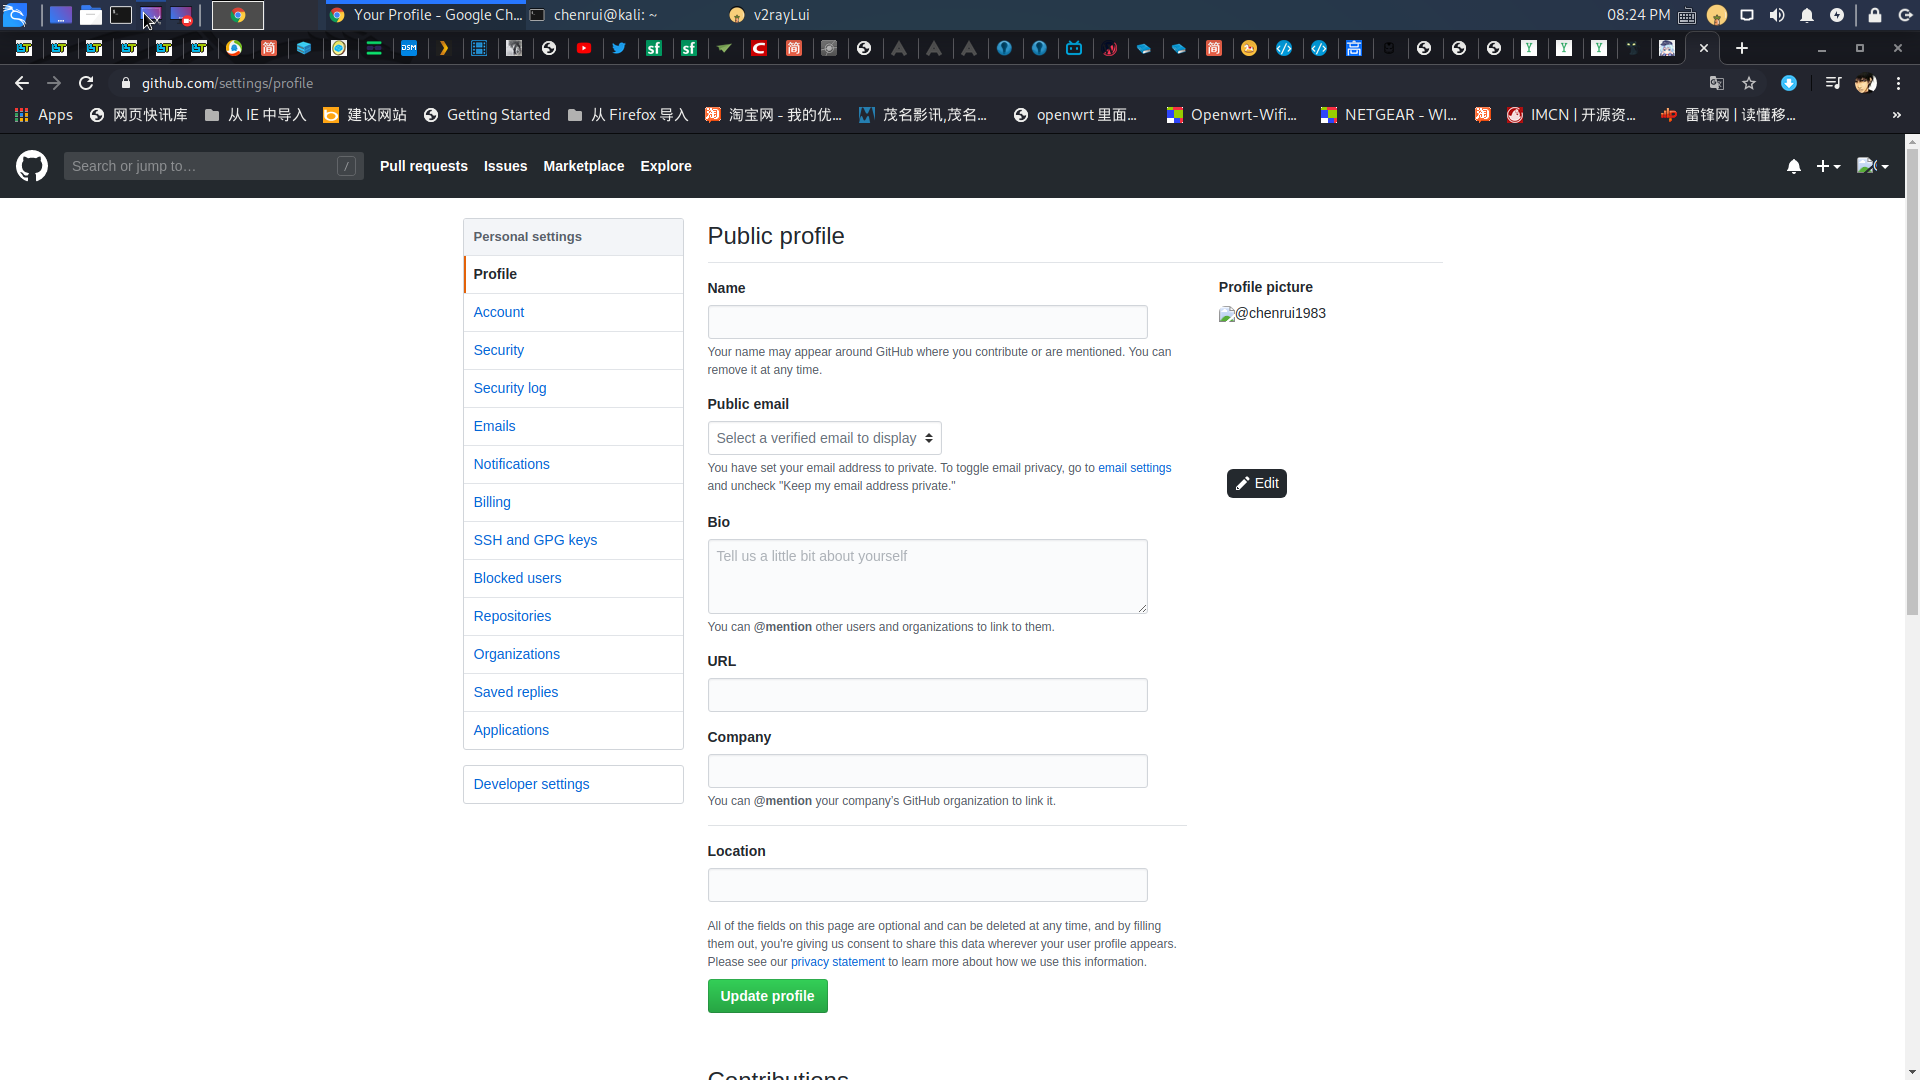 Your Profile - Google Ch...
chenrui@kali: ~
v2rayLui
08:24 PM
github.com/settings/profile
Apps
网页快讯库
从 IE 中导入
建议网站
Getting Started
从 Firefox 导入
淘宝网 - 我的优...
茂名影讯,茂名...
openwrt 里面...
Openwrt-Wifi...
NETGEAR - WI...
IMCN | 开源资...
雷锋网 | 读懂移...
»
Search or jump to…
/
Pull requests
Issues
Marketplace
Explore
Personal settings
Profile
Account
Security
Security log
Emails
Notifications
Billing
SSH and GPG keys
Blocked users
Repositories
Organizations
Saved replies
Applications
Developer settings
Public profile
Name
Your name may appear around GitHub where you contribute or are mentioned. You can
remove it at any time.
Public email
Select a verified email to display
You have set your email address to private. To toggle email privacy, go to email settings
and uncheck "Keep my email address private."
Bio
Tell us a little bit about yourself
You can @mention other users and organizations to link to them.
URL
Company
You can @mention your company's GitHub organization to link it.
Location
All of the fields on this page are optional and can be deleted at any time, and by filling
them out, you're giving us consent to share this data wherever your user profile appears.
Please see our privacy statement to learn more about how we use this information.
Update profile
Contributions
Profile picture
@chenrui1983
Edit